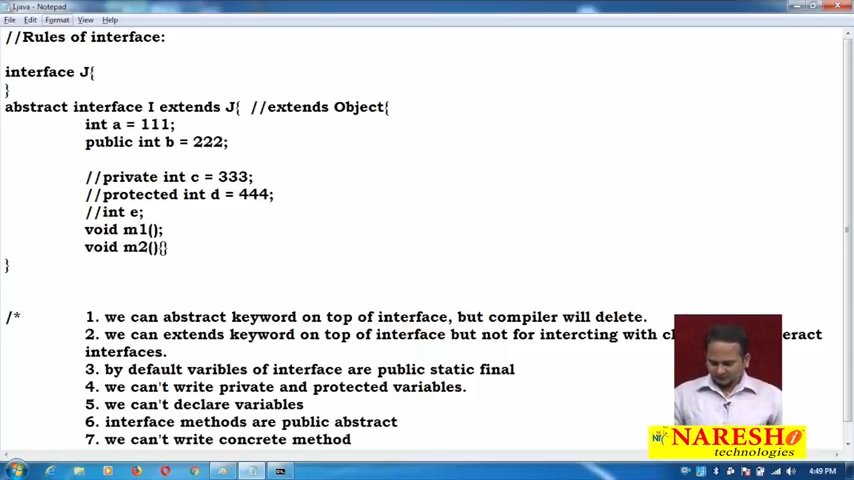 I.java - Notepad
File Edit Format View Help
//Rules of interface:
interface J{
}
abstract interface I extends J{ //extends Object{
int a = 111;
public int b = 222;
//private int c = 333;
//protected int d = 444;
//int e;
void m1();
void m2(){}
}
/* 1. we can abstract keyword on top of interface, but compiler will delete.
2. we can extends keyword on top of interface but not for intercting with
interfaces.
3. by default varibles of interface are public static final
4. we can't write private and protected variables.
5. we can't declare variables
6. interface methods are public abstract
7. we can't write concrete method
NARESH i
technologies
4:49 PM